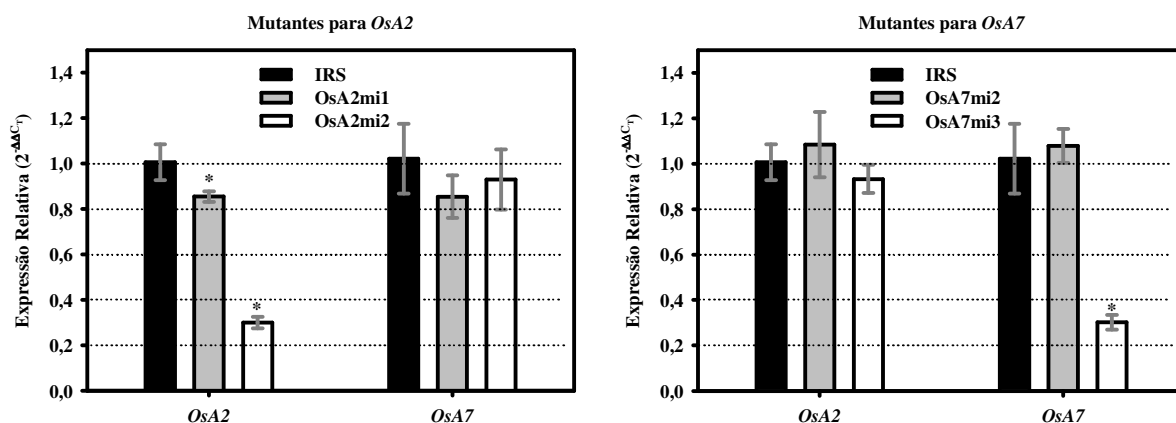 Mutantes para OsA2
Expressão Relativa (2^-ΔΔCT)
1,4
1,2
1,0
0,8
0,6
0,4
0,2
0,0
IRS
OsA2mi1
OsA2mi2
*
*
OsA2
OsA7
Mutantes para OsA7
Expressão Relativa (2^-ΔΔCT)
1,4
1,2
1,0
0,8
0,6
0,4
0,2
0,0
IRS
OsA7mi2
OsA7mi3
*
OsA2
OsA7